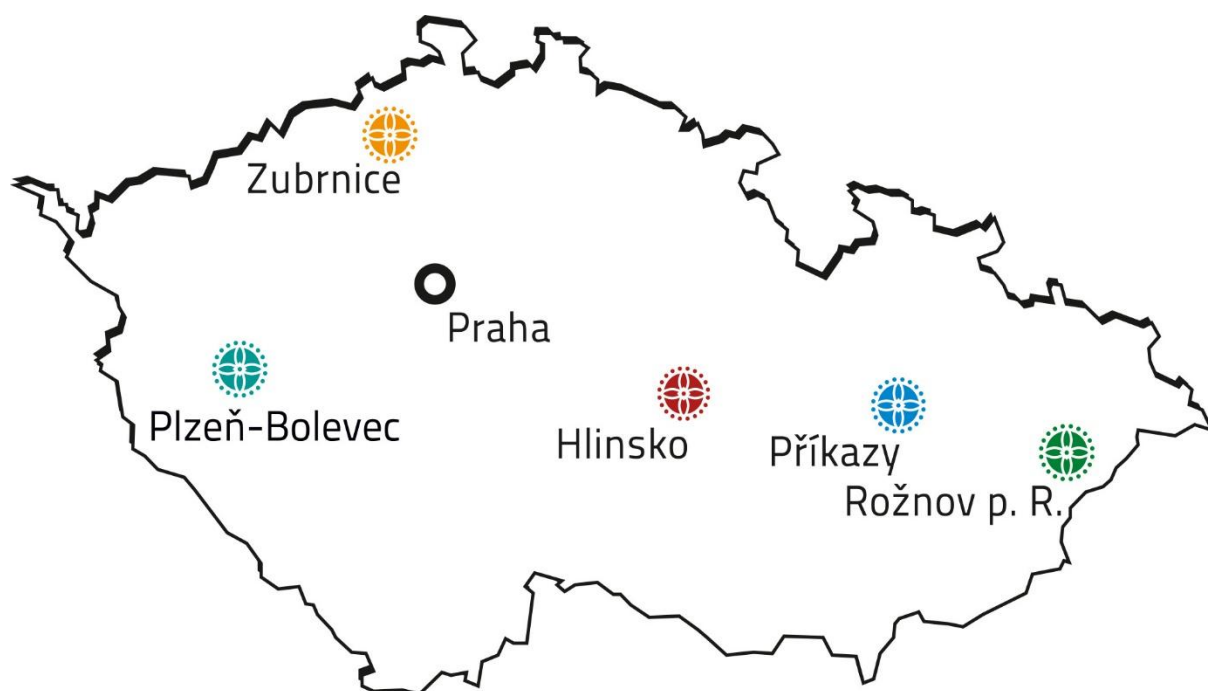 Zubrnice
Praha
Plzeň-Bolevec
Hlinsko
Příkazy
Rožnov p. R.